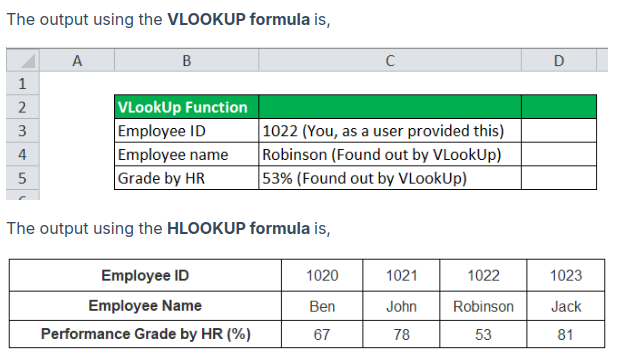 The output using the VLOOKUP formula is,
A B C D
1
2 VLookUp Function
3 Employee ID 1022 (You, as a user provided this)
4 Employee name Robinson (Found out by VLookUp)
5 Grade by HR 53% (Found out by VLookUp)
The output using the HLOOKUP formula is,
Employee ID 1020 1021 1022 1023
Employee Name Ben John Robinson Jack
Performance Grade by HR (%) 67 78 53 81